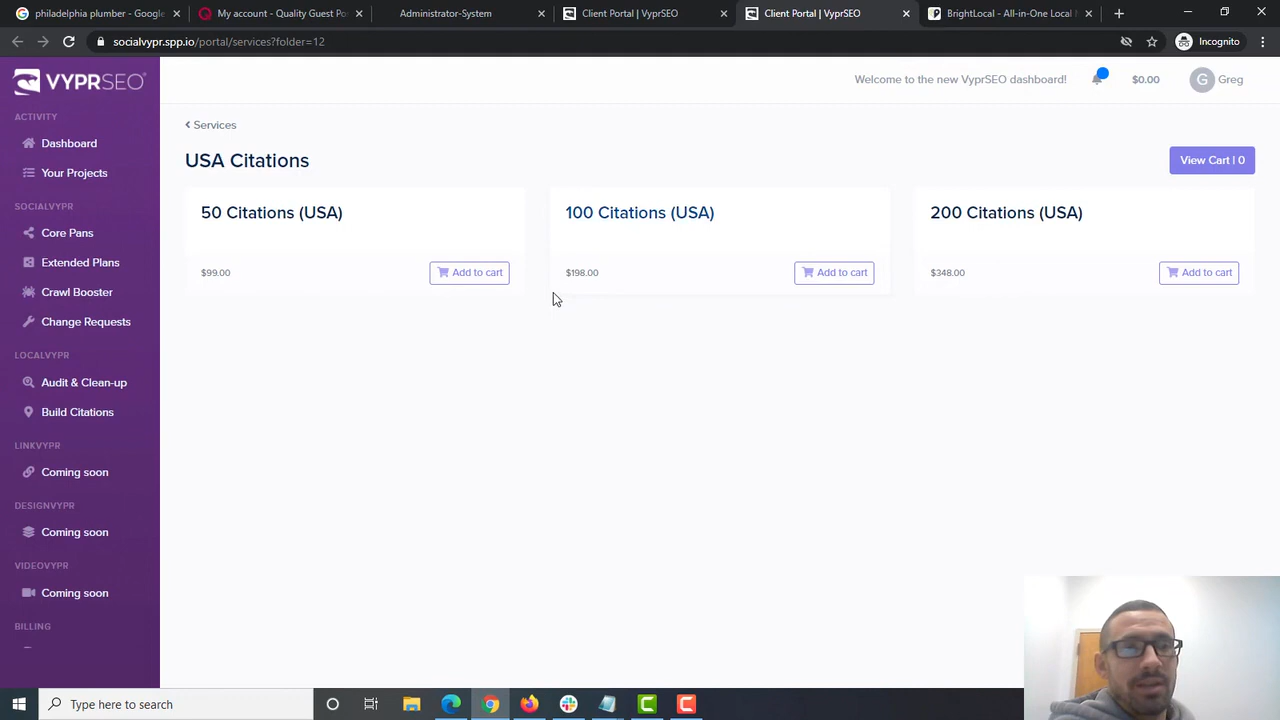 philadelphia plumber - Google
My account - Quality Guest Po
Administrator-System
Client Portal | VyprSEO
Client Portal | VyprSEO
BrightLocal - All-in-One Local
socialvypr.spp.io/portal/services?folder=12
Incognito
VYPRSEO
Welcome to the new VyprSEO dashboard!
$0.00
G
Greg
ACTIVITY
Dashboard
Your Projects
SOCIALVYPR
Core Pans
Extended Plans
Crawl Booster
Change Requests
LOCALVYPR
Audit & Clean-up
Build Citations
LINKVYPR
Coming soon
DESIGNVYPR
Coming soon
VIDEOVYPR
Coming soon
BILLING
Services
USA Citations
View Cart | 0
50 Citations (USA)
$99.00
Add to cart
100 Citations (USA)
$198.00
Add to cart
200 Citations (USA)
$348.00
Add to cart
Type here to search